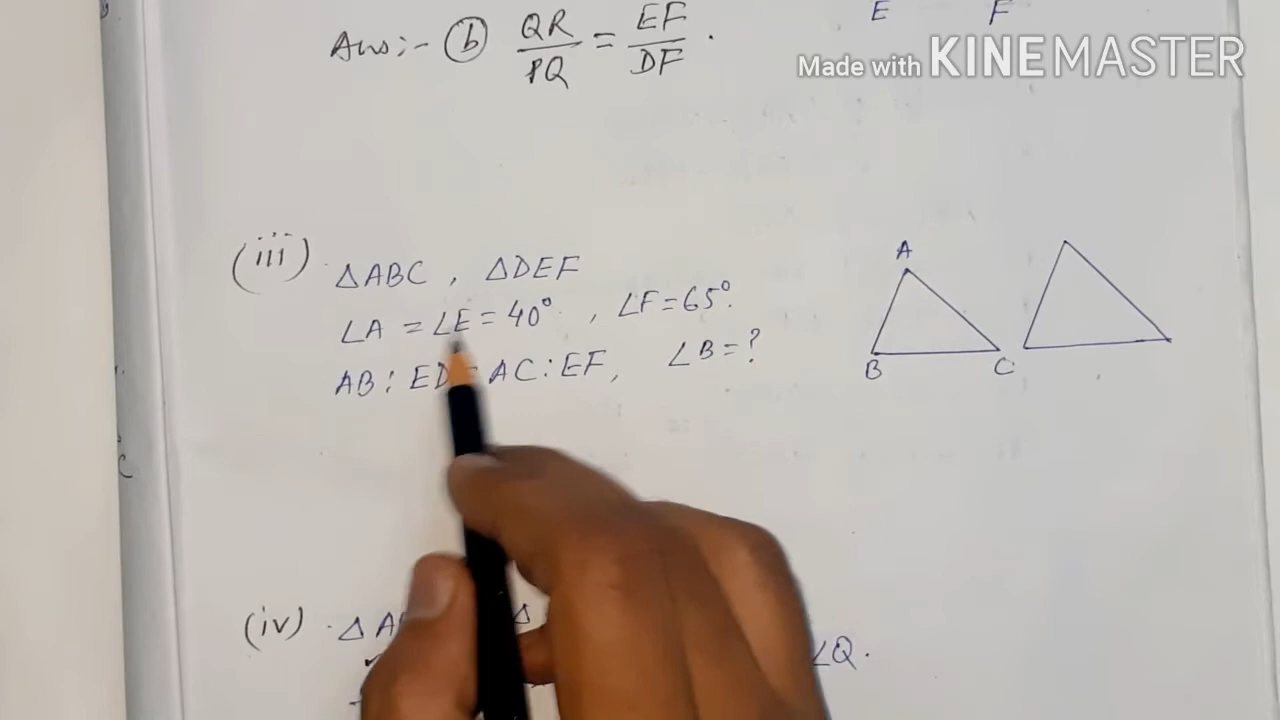 E F
Ans:- (b) QR/PQ = EF/DF .
Made with KINEMASTER
(iii) ΔABC , ΔDEF
∠A = ∠E = 40° , ∠F = 65°.
AB : ED = AC : EF, ∠B = ?
A
B C
(iv) Δ A Δ
∠Q.